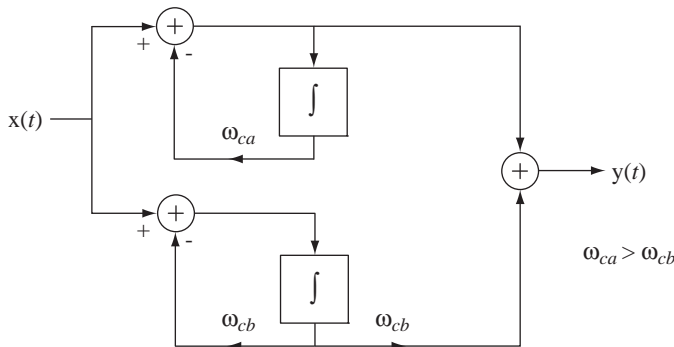 +
+
-
∫
x(t)
ω_ca
+
y(t)
+
+
-
ω_ca > ω_cb
∫
ω_cb
ω_cb